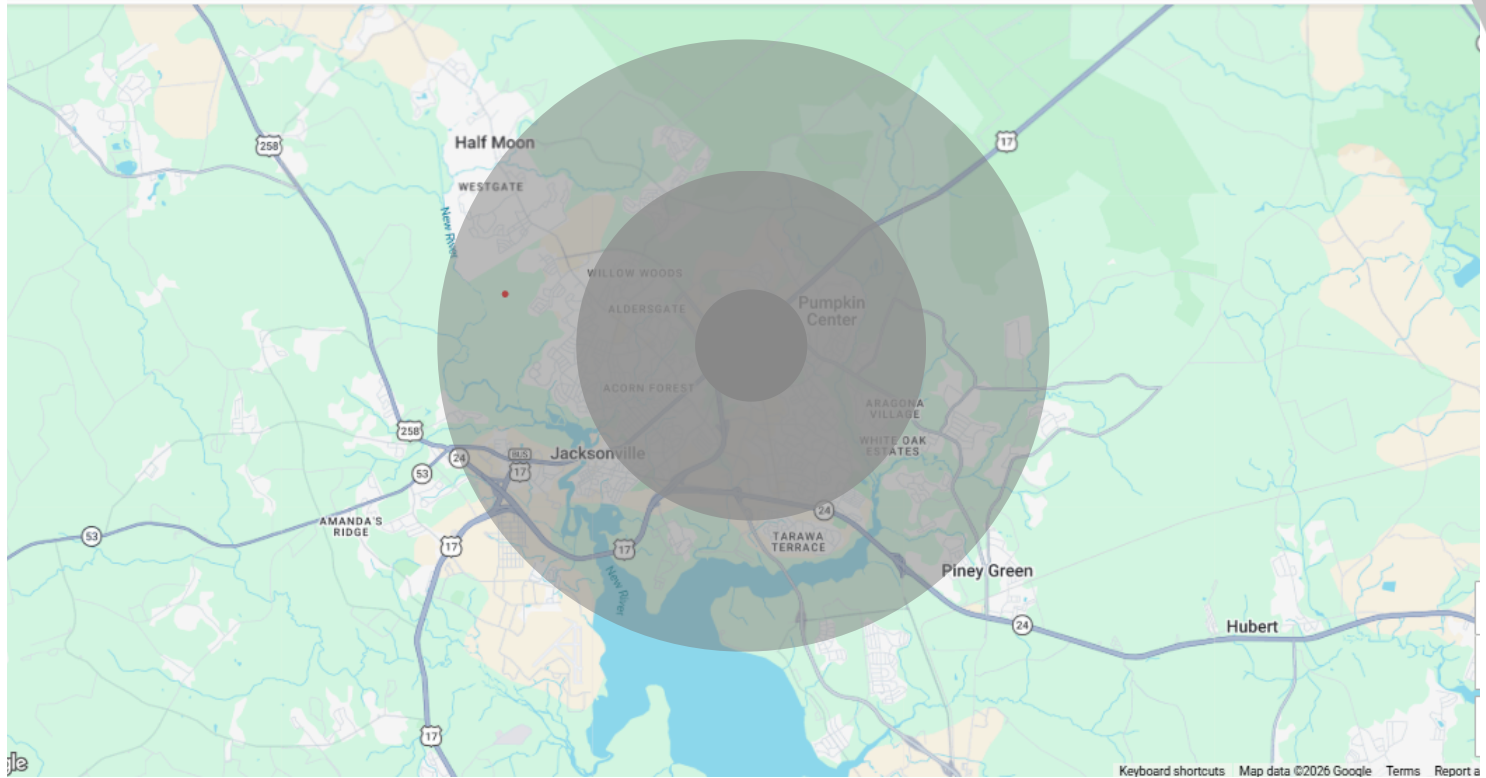 17
258
Half Moon
WESTGATE
New River
WILLOW WOODS
Pumpkin
Center
ALDERSGATE
ACORN FOREST
ARAGONA
VILLAGE
258
WHITE OAK
ESTATES
Jacksonville
BUS
17
24
53
24
AMANDA'S
RIDGE
53
TARAWA
TERRACE
17
17
Piney Green
New River
24
Hubert
17
gle
Keyboard shortcuts
Map data ©2026 Google
Terms
Report a